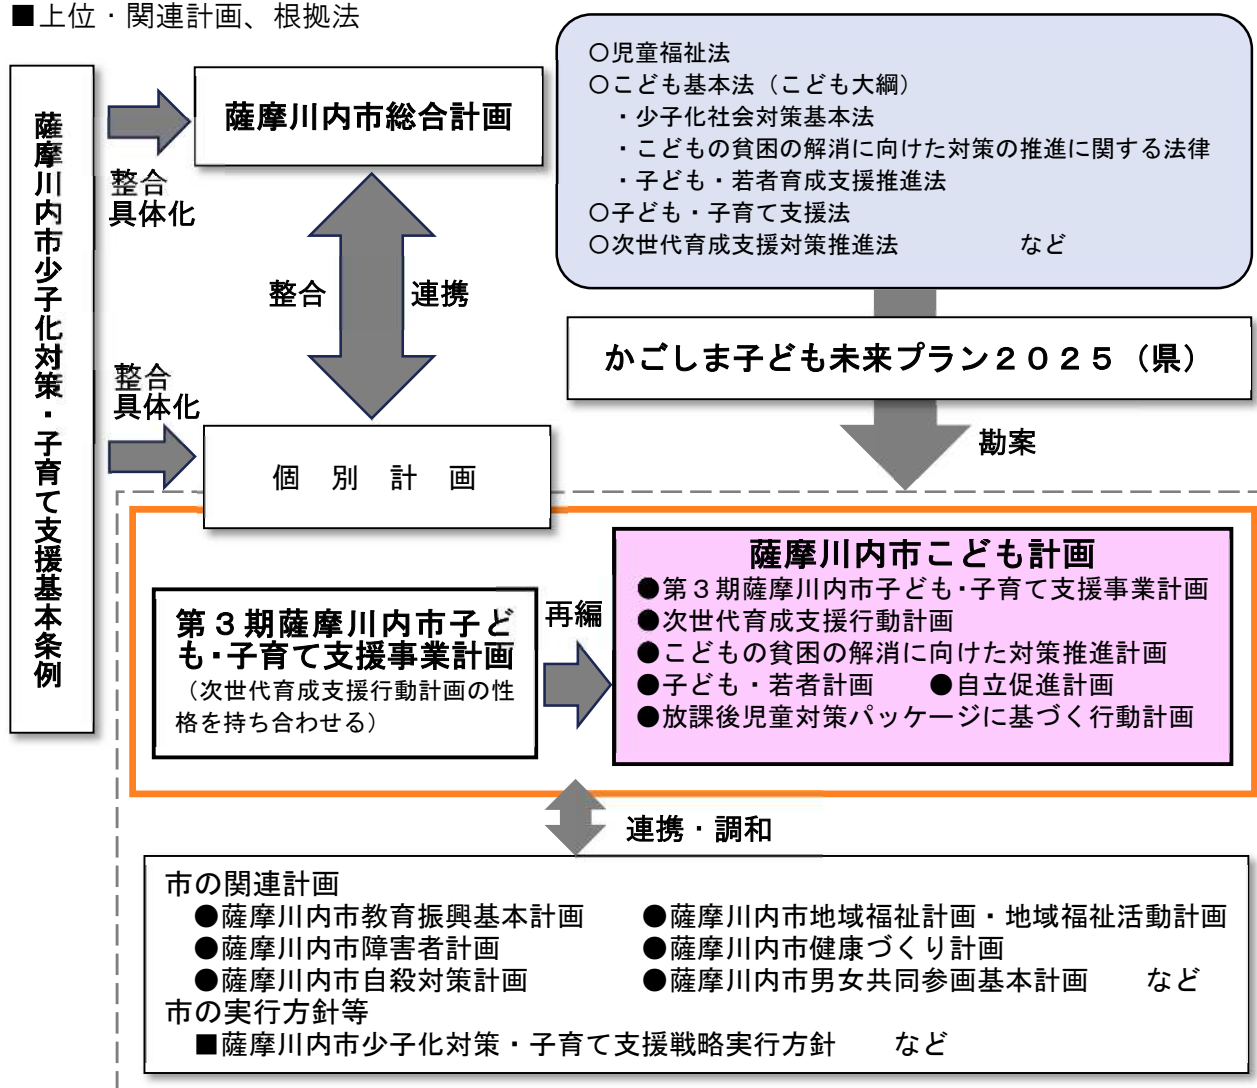 ■上位・関連計画、根拠法
薩摩川内市少子化対策・子育て支援基本条例
整合
具体化
薩摩川内市総合計画
整合
連携
整合
具体化
個別計画
○児童福祉法
○こども基本法（こども大綱）
・少子化社会対策基本法
・こどもの貧困の解消に向けた対策の推進に関する法律
・子ども・若者育成支援推進法
○子ども・子育て支援法
○次世代育成支援対策推進法　　　　など
かごしま子ども未来プラン２０２５（県）
勘案
第３期薩摩川内市子ど
も・子育て支援事業計画
（次世代育成支援行動計画の性
格を持ち合わせる）
再編
薩摩川内市こども計画
●第３期薩摩川内市子ども・子育て支援事業計画
●次世代育成支援行動計画
●こどもの貧困の解消に向けた対策推進計画
●子ども・若者計画　●自立促進計画
●放課後児童対策パッケージに基づく行動計画
連携・調和
市の関連計画
●薩摩川内市教育振興基本計画　●薩摩川内市地域福祉計画・地域福祉活動計画
●薩摩川内市障害者計画　●薩摩川内市健康づくり計画
●薩摩川内市自殺対策計画　●薩摩川内市男女共同参画基本計画　など
市の実行方針等
■薩摩川内市少子化対策・子育て支援戦略実行方針　など